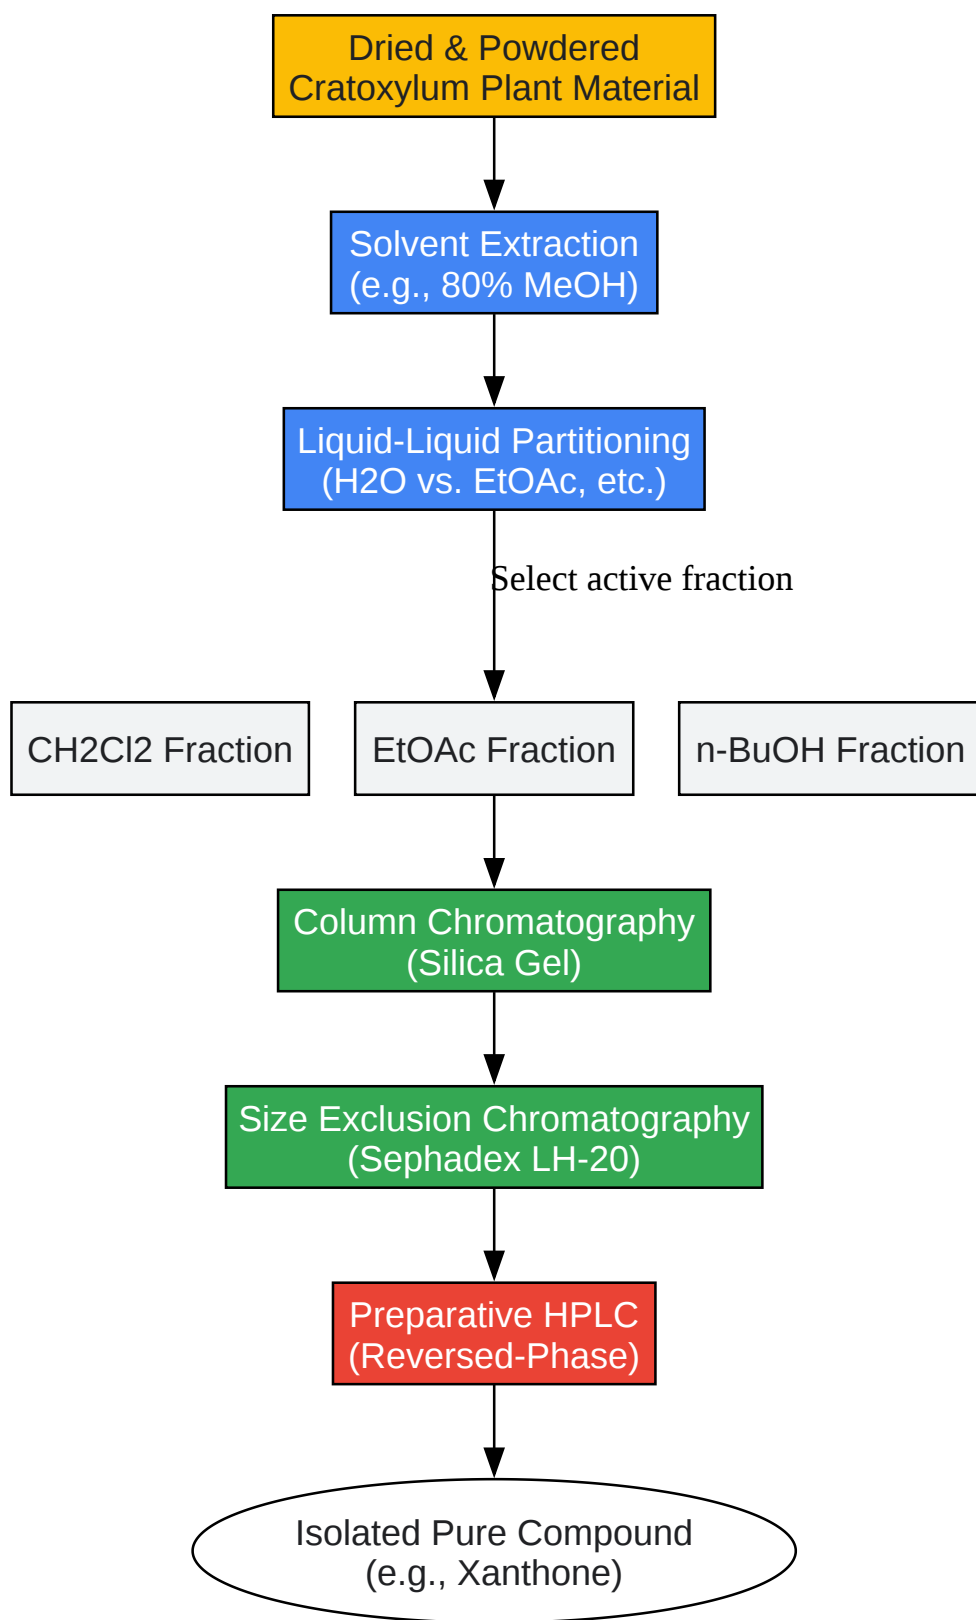 Dried & Powdered
Cratoxylum Plant Material
Solvent Extraction
(e.g., 80% MeOH)
Liquid-Liquid Partitioning
(H2O vs. EtOAc, etc.)
Select active fraction
CH2Cl2 Fraction
EtOAc Fraction
n-BuOH Fraction
Column Chromatography
(Silica Gel)
Size Exclusion Chromatography
(Sephadex LH-20)
Preparative HPLC
(Reversed-Phase)
Isolated Pure Compound
(e.g., Xanthone)